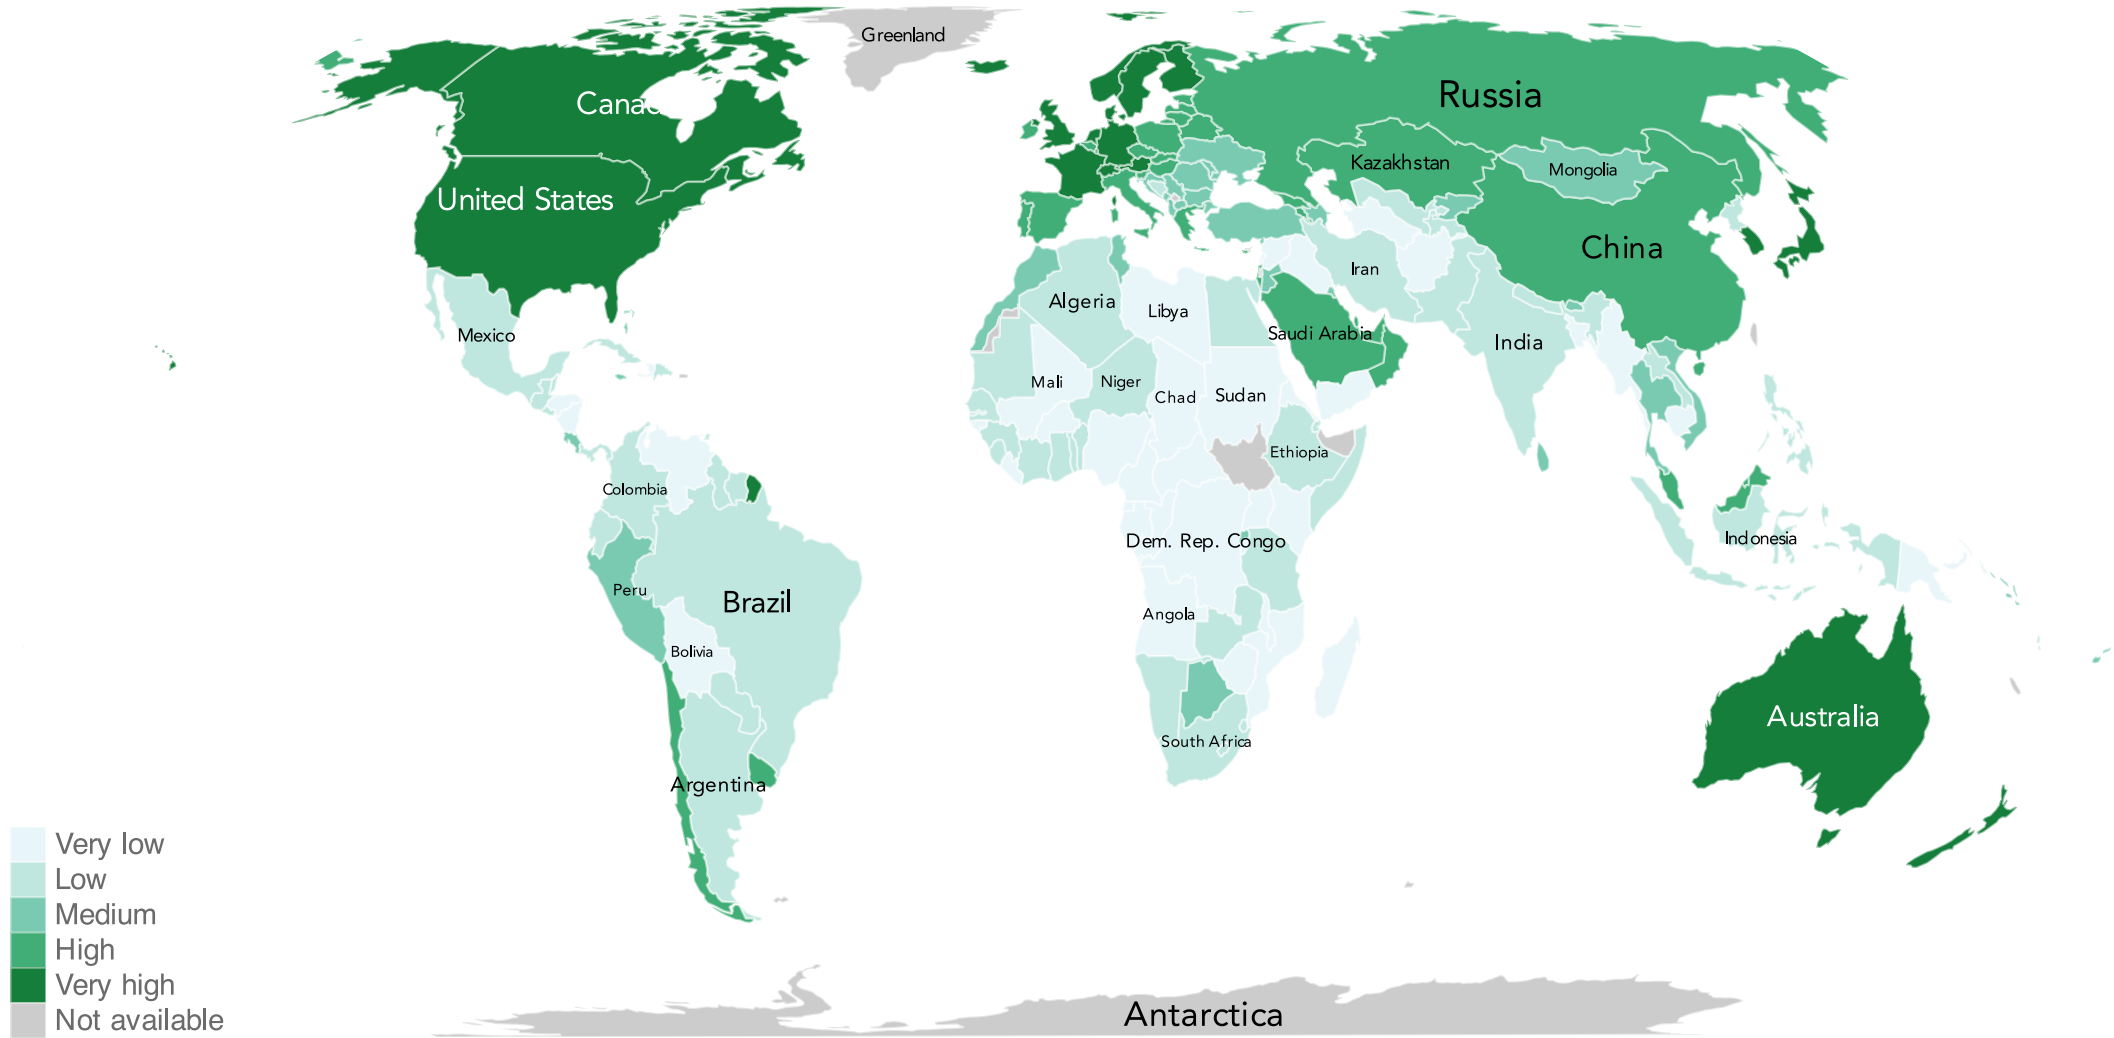 Greenland
Canad
Russia
United States
Kazakhstan
Mongolia
China
Iran
Algeria
Libya
Mexico
Saudi Arabia
India
Mali
Niger
Chad
Sudan
Ethiopia
Colombia
Dem. Rep. Congo
Indonesia
Peru
Brazil
Angola
Bolivia
Australia
South Africa
Argentina
Very low
Low
Medium
High
Very high
Not available
Antarctica